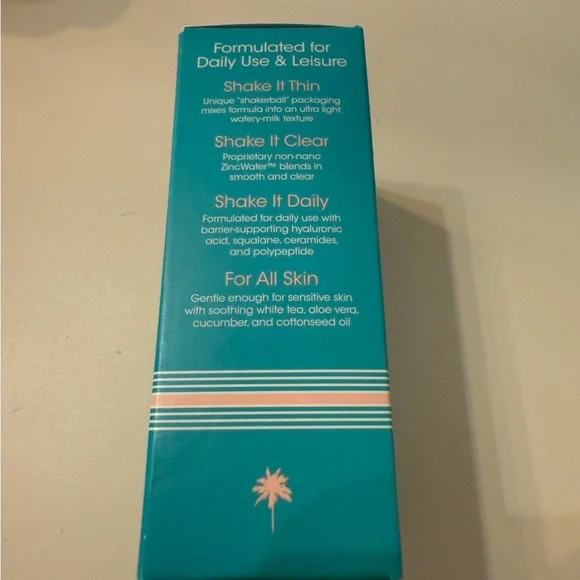 Formulated for
Daily Use & Leisure
Shake It Thin
Unique "shakerball" packaging
mixes formula into an ultra light,
watery-milk texture
Shake It Clear
Proprietary non-nano
ZincWater™ blends in
smooth and clear
Shake It Daily
Formulated for daily use with
barrier-supporting hyaluronic
acid, squalane, ceramides,
and polypeptide
For All Skin
Gentle enough for sensitive skin
with soothing white tea, aloe vera,
cucumber, and cottonseed oil